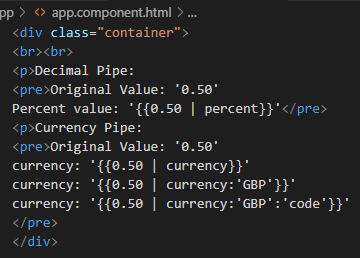 pp > <> app.component.html > ...
<div class="container">
<br><br>
<p>Decimal Pipe:
<pre>Original Value: '0.50'
Percent value: '{{0.50 | percent}}'</pre>
<p>Currency Pipe:
<pre>Original Value: '0.50'
currency: '{{0.50 | currency}}'
currency: '{{0.50 | currency:'GBP'}}'
currency: '{{0.50 | currency:'GBP':'code'}}'
</pre>
</div>